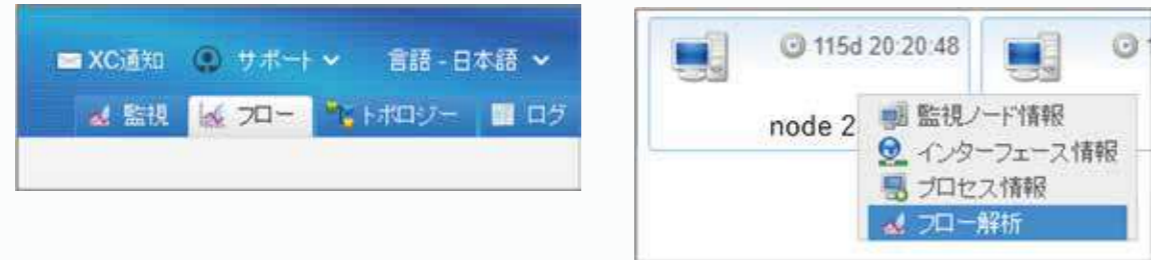 XC通知 サポート 言語 - 日本語
監視 フロー トポロジー ログ
115d 20:20:48
node 2
監視ノード情報
インターフェース情報
プロセス情報
フロー解析